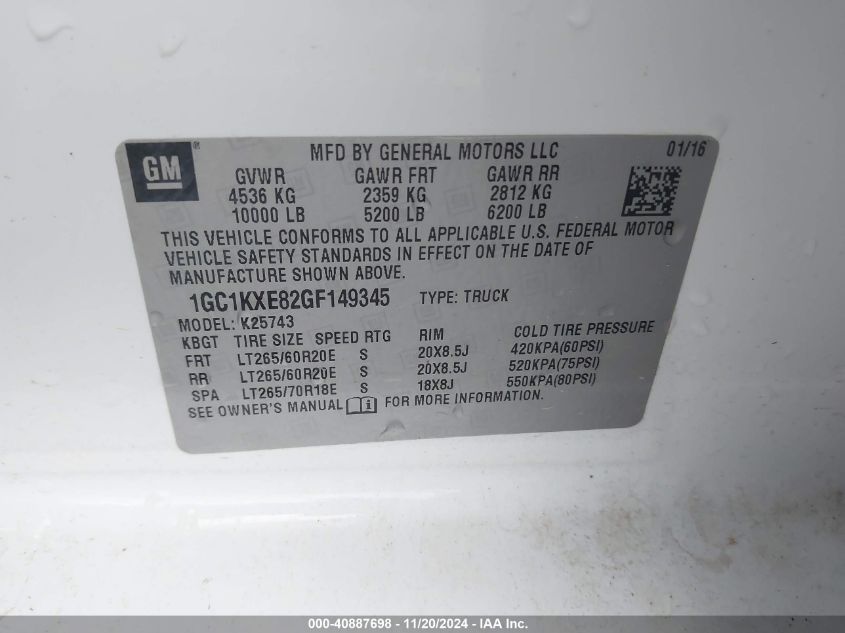 GM ®
MFD BY GENERAL MOTORS LLC 01/16
GVWR GAWR FRT GAWR RR
4536 KG 2359 KG 2812 KG
10000 LB 5200 LB 6200 LB
THIS VEHICLE CONFORMS TO ALL APPLICABLE U.S. FEDERAL MOTOR
VEHICLE SAFETY STANDARDS IN EFFECT ON THE DATE OF
MANUFACTURE SHOWN ABOVE.
1GC1KXE82GF149345 TYPE: TRUCK
MODEL: K25743
KBGT TIRE SIZE SPEED RTG RIM COLD TIRE PRESSURE
FRT LT265/60R20E S 20X8.5J 420KPA(60PSI)
RR LT265/60R20E S 20X8.5J 520KPA(75PSI)
SPA LT265/70R18E S 18X8J 550KPA(80PSI)
SEE OWNER'S MANUAL i FOR MORE INFORMATION.
000-40887698 - 11/20/2024 - IAA Inc.